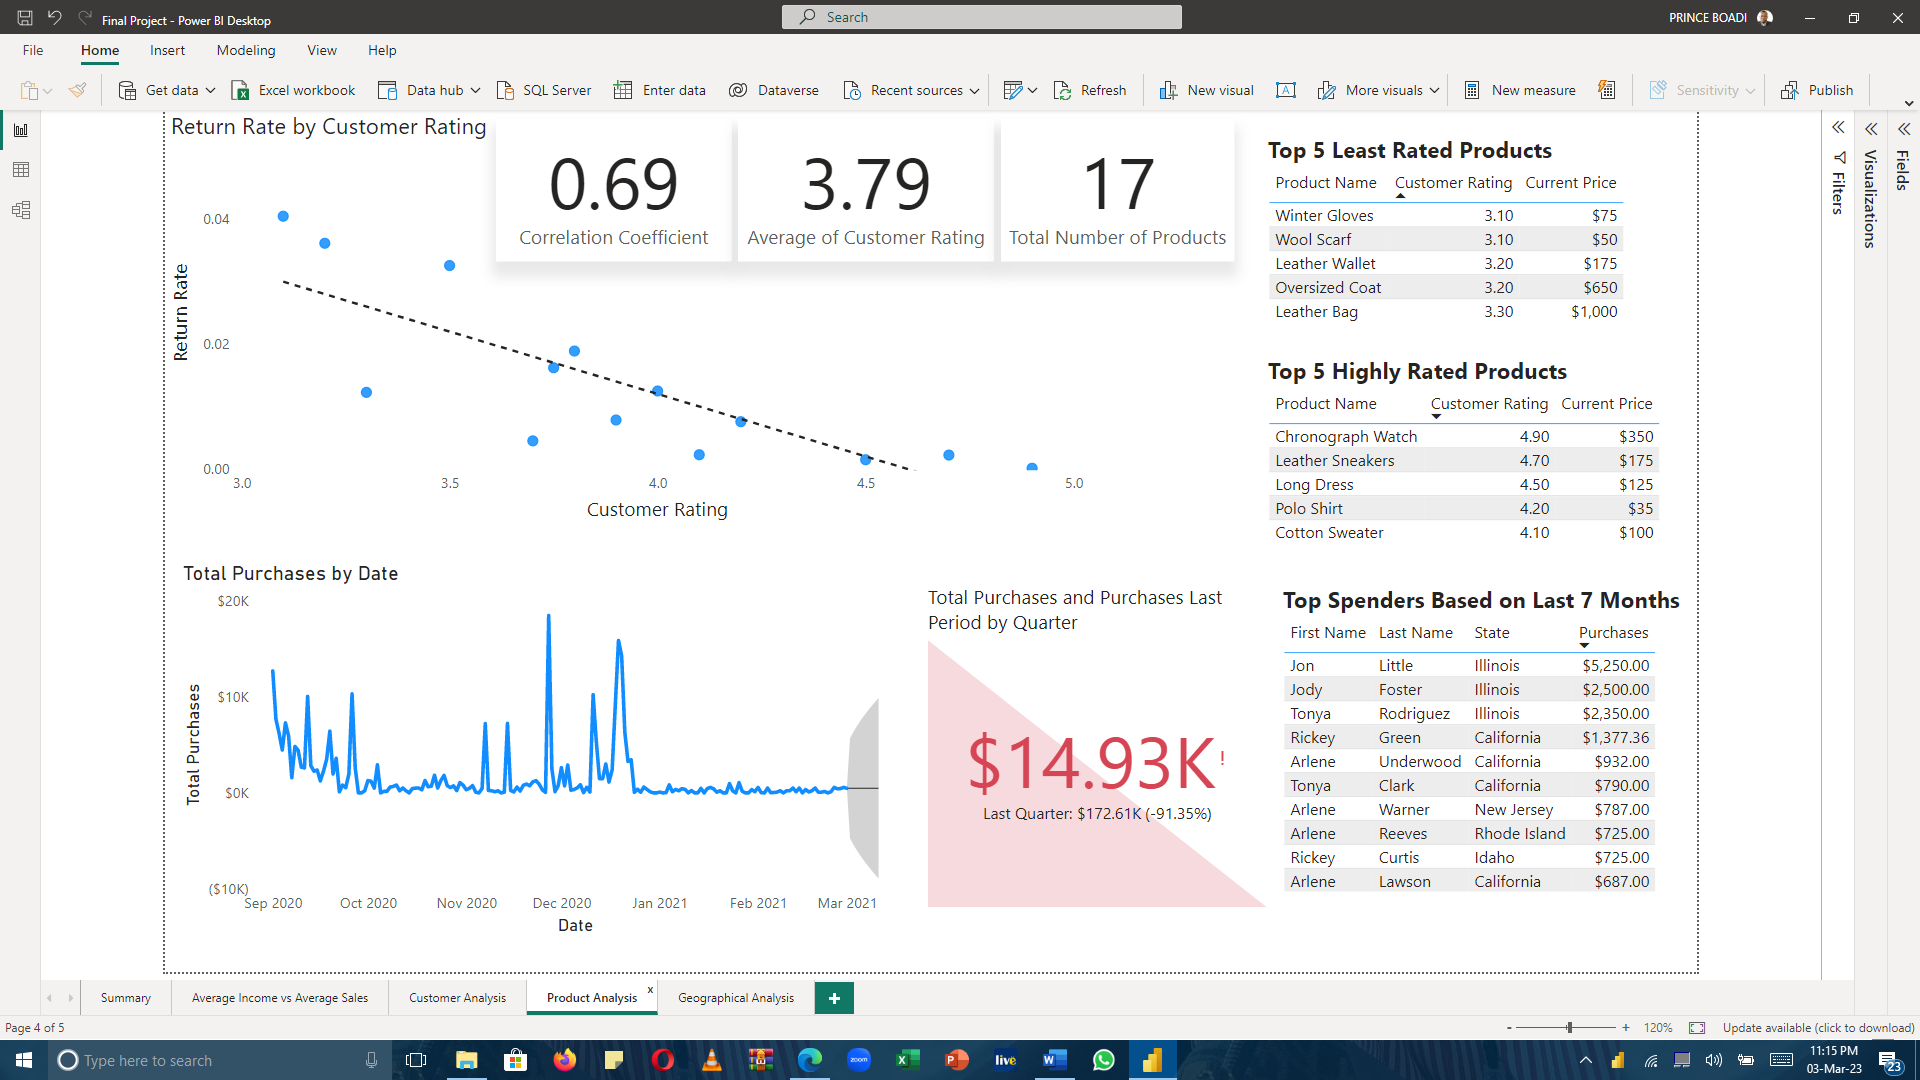 Final Project - Power BI Desktop
Search
PRINCE BOADI
File Home Insert Modeling View Help
Get data Excel workbook Data hub SQL Server Enter data Dataverse Recent sources Refresh New visual More visuals New measure Sensitivity Publish
Return Rate by Customer Rating
Return Rate
0.04
0.02
0.00
3.0 3.5 4.0 4.5 5.0
Customer Rating
0.69
Correlation Coefficient
3.79
Average of Customer Rating
17
Total Number of Products
Top 5 Least Rated Products
Product Name Customer Rating Current Price
Winter Gloves 3.10 $75
Wool Scarf 3.10 $50
Leather Wallet 3.20 $175
Oversized Coat 3.20 $650
Leather Bag 3.30 $1,000
Top 5 Highly Rated Products
Product Name Customer Rating Current Price
Chronograph Watch 4.90 $350
Leather Sneakers 4.70 $175
Long Dress 4.50 $125
Polo Shirt 4.20 $35
Cotton Sweater 4.10 $100
Filters
Visualizations
Fields
Total Purchases by Date
Total Purchases
$20K
$10K
$0K
($10K)
Sep 2020 Oct 2020 Nov 2020 Dec 2020 Jan 2021 Feb 2021 Mar 2021
Date
Total Purchases and Purchases Last
Period by Quarter
$14.93K!
Last Quarter: $172.61K (-91.35%)
Top Spenders Based on Last 7 Months
First Name Last Name State Purchases
Jon Little Illinois $5,250.00
Jody Foster Illinois $2,500.00
Tonya Rodriguez Illinois $2,350.00
Rickey Green California $1,377.36
Arlene Underwood California $932.00
Tonya Clark California $790.00
Arlene Warner New Jersey $787.00
Arlene Reeves Rhode Island $725.00
Rickey Curtis Idaho $725.00
Arlene Lawson California $687.00
Summary Average Income vs Average Sales Customer Analysis Product Analysis x Geographical Analysis +
Page 4 of 5
- + 120% Update available (click to download)
Type here to search
zoom
live
11:15 PM
03-Mar-23
23